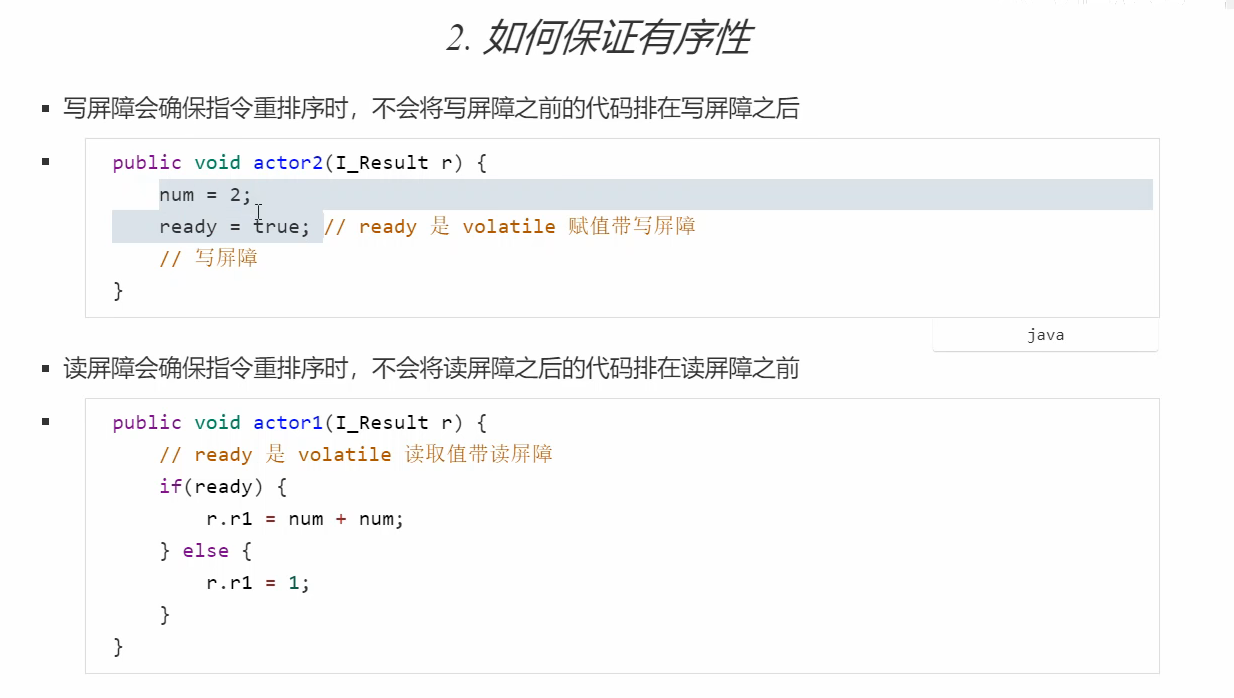 2. 如何保证有序性
写屏障会确保指令重排序时，不会将写屏障之前的代码排在写屏障之后
public void actor2(I_Result r) {
num = 2;
ready = true; // ready 是 volatile 赋值带写屏障
// 写屏障
}
java
读屏障会确保指令重排序时，不会将读屏障之后的代码排在读屏障之前
public void actor1(I_Result r) {
// ready 是 volatile 读取值带读屏障
if(ready) {
r.r1 = num + num;
} else {
r.r1 = 1;
}
}